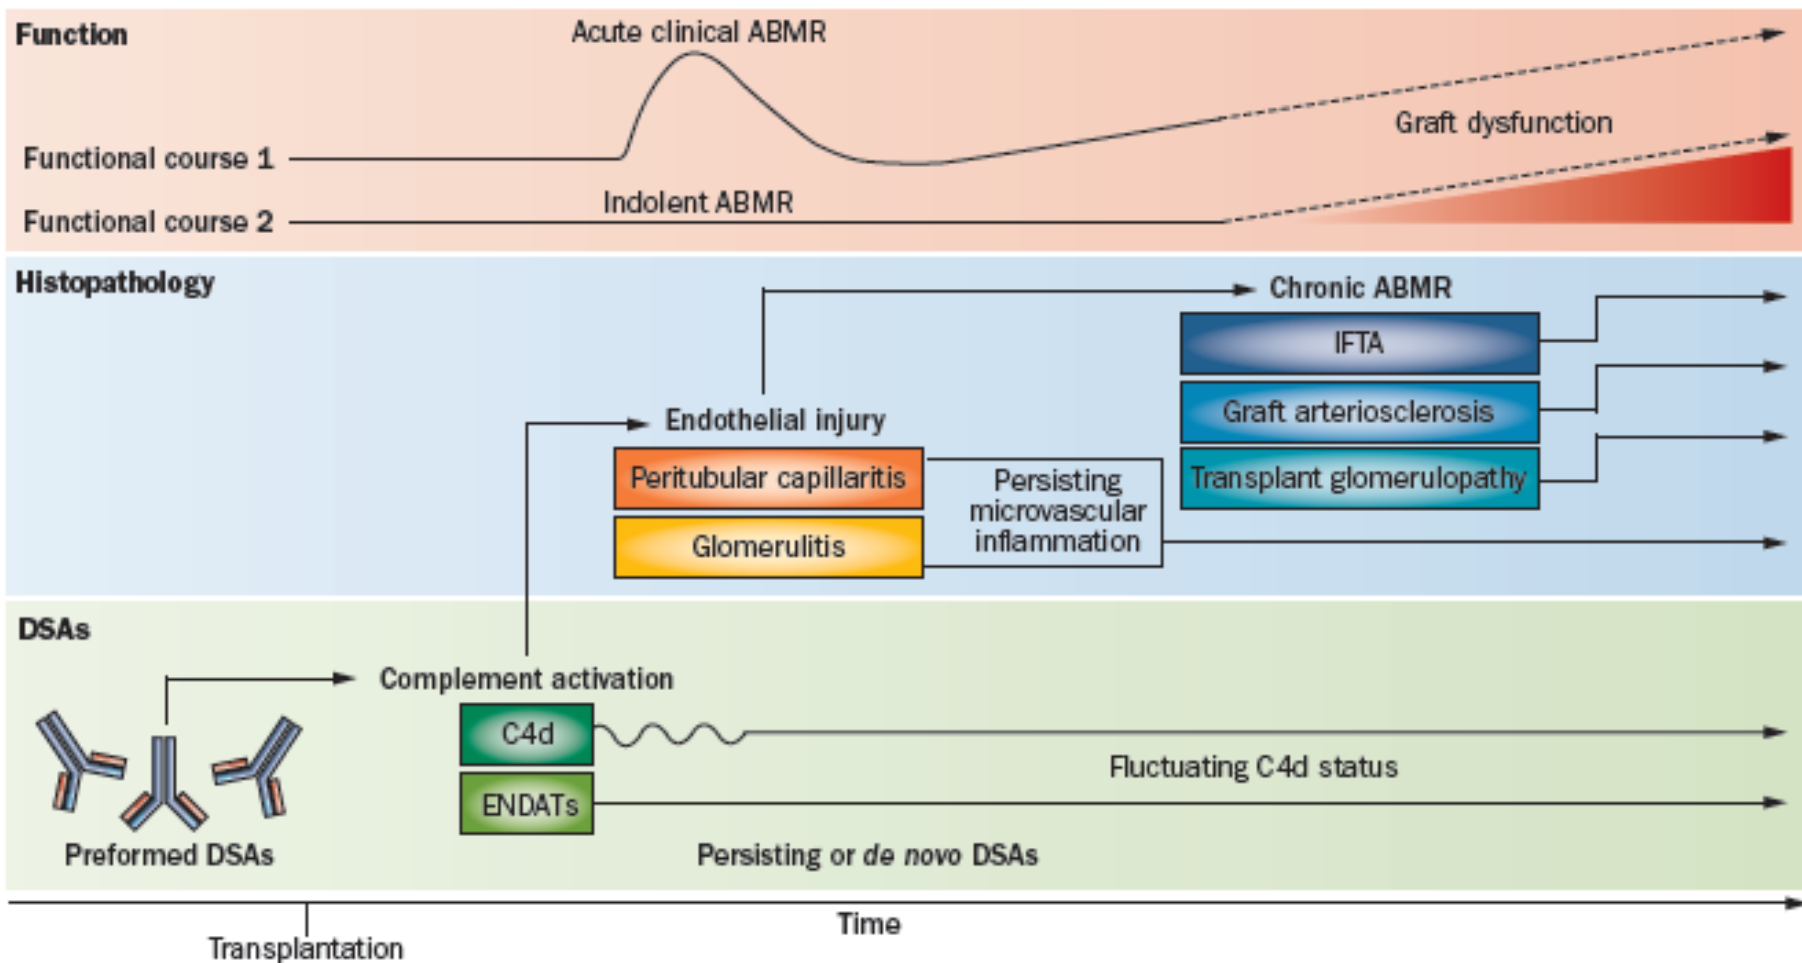 Function
Acute clinical ABMR
Graft dysfunction
Functional course 1
Indolent ABMR
Functional course 2
Histopathology
Chronic ABMR
IFTA
Graft arteriosclerosis
Transplant glomerulopathy
Endothelial injury
Peritubular capillaritis
Glomerulitis
Persisting
microvascular
inflammation
DSAs
Complement activation
C4d
Fluctuating C4d status
ENDATs
Preformed DSAs
Persisting or de novo DSAs
Time
Transplantation